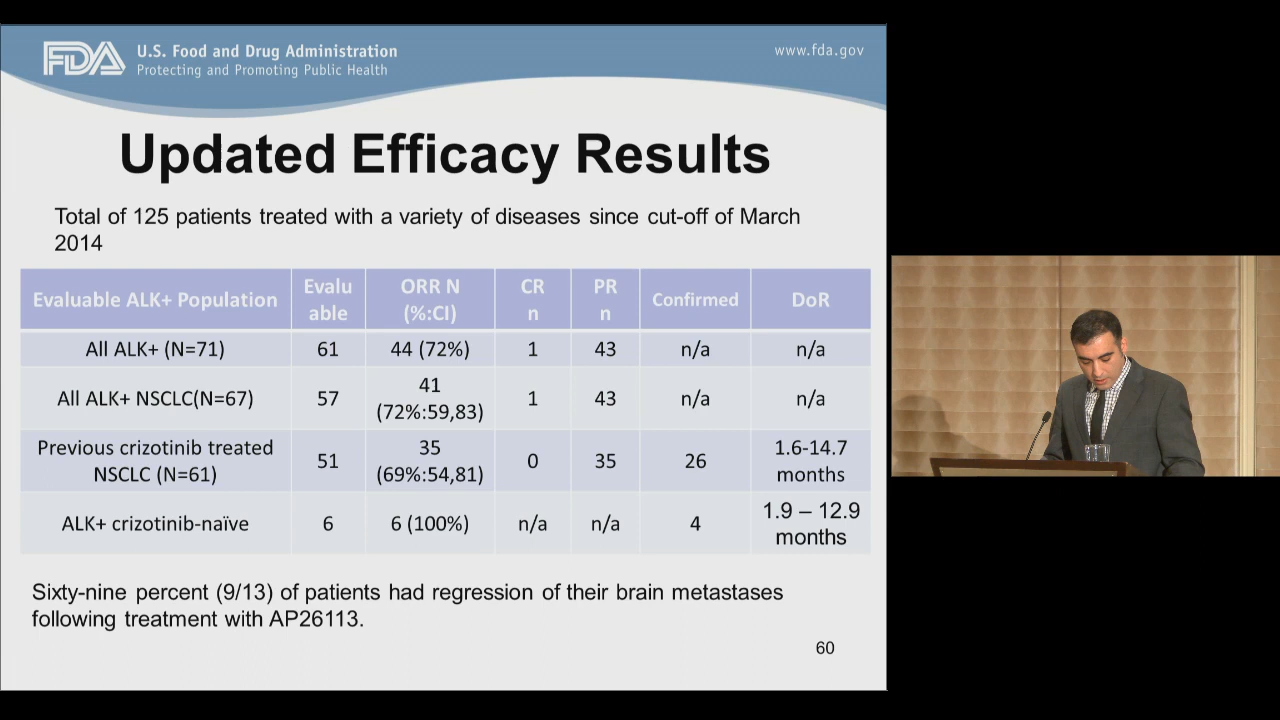 FDA U.S. Food and Drug Administration www.fda.gov
Protecting and Promoting Public Health
Updated Efficacy Results
Total of 125 patients treated with a variety of diseases since cut-off of March
2014
Evaluable ALK+ Population Evalu able ORR N (%:CI) CR n PR n Confirmed DoR
All ALK+ (N=71) 61 44 (72%) 1 43 n/a n/a
All ALK+ NSCLC(N=67) 57 41 (72%:59,83) 1 43 n/a n/a
Previous crizotinib treated NSCLC (N=61) 51 35 (69%:54,81) 0 35 26 1.6-14.7 months
ALK+ crizotinib-naïve 6 6 (100%) n/a n/a 4 1.9 – 12.9 months
Sixty-nine percent (9/13) of patients had regression of their brain metastases
following treatment with AP26113.
60